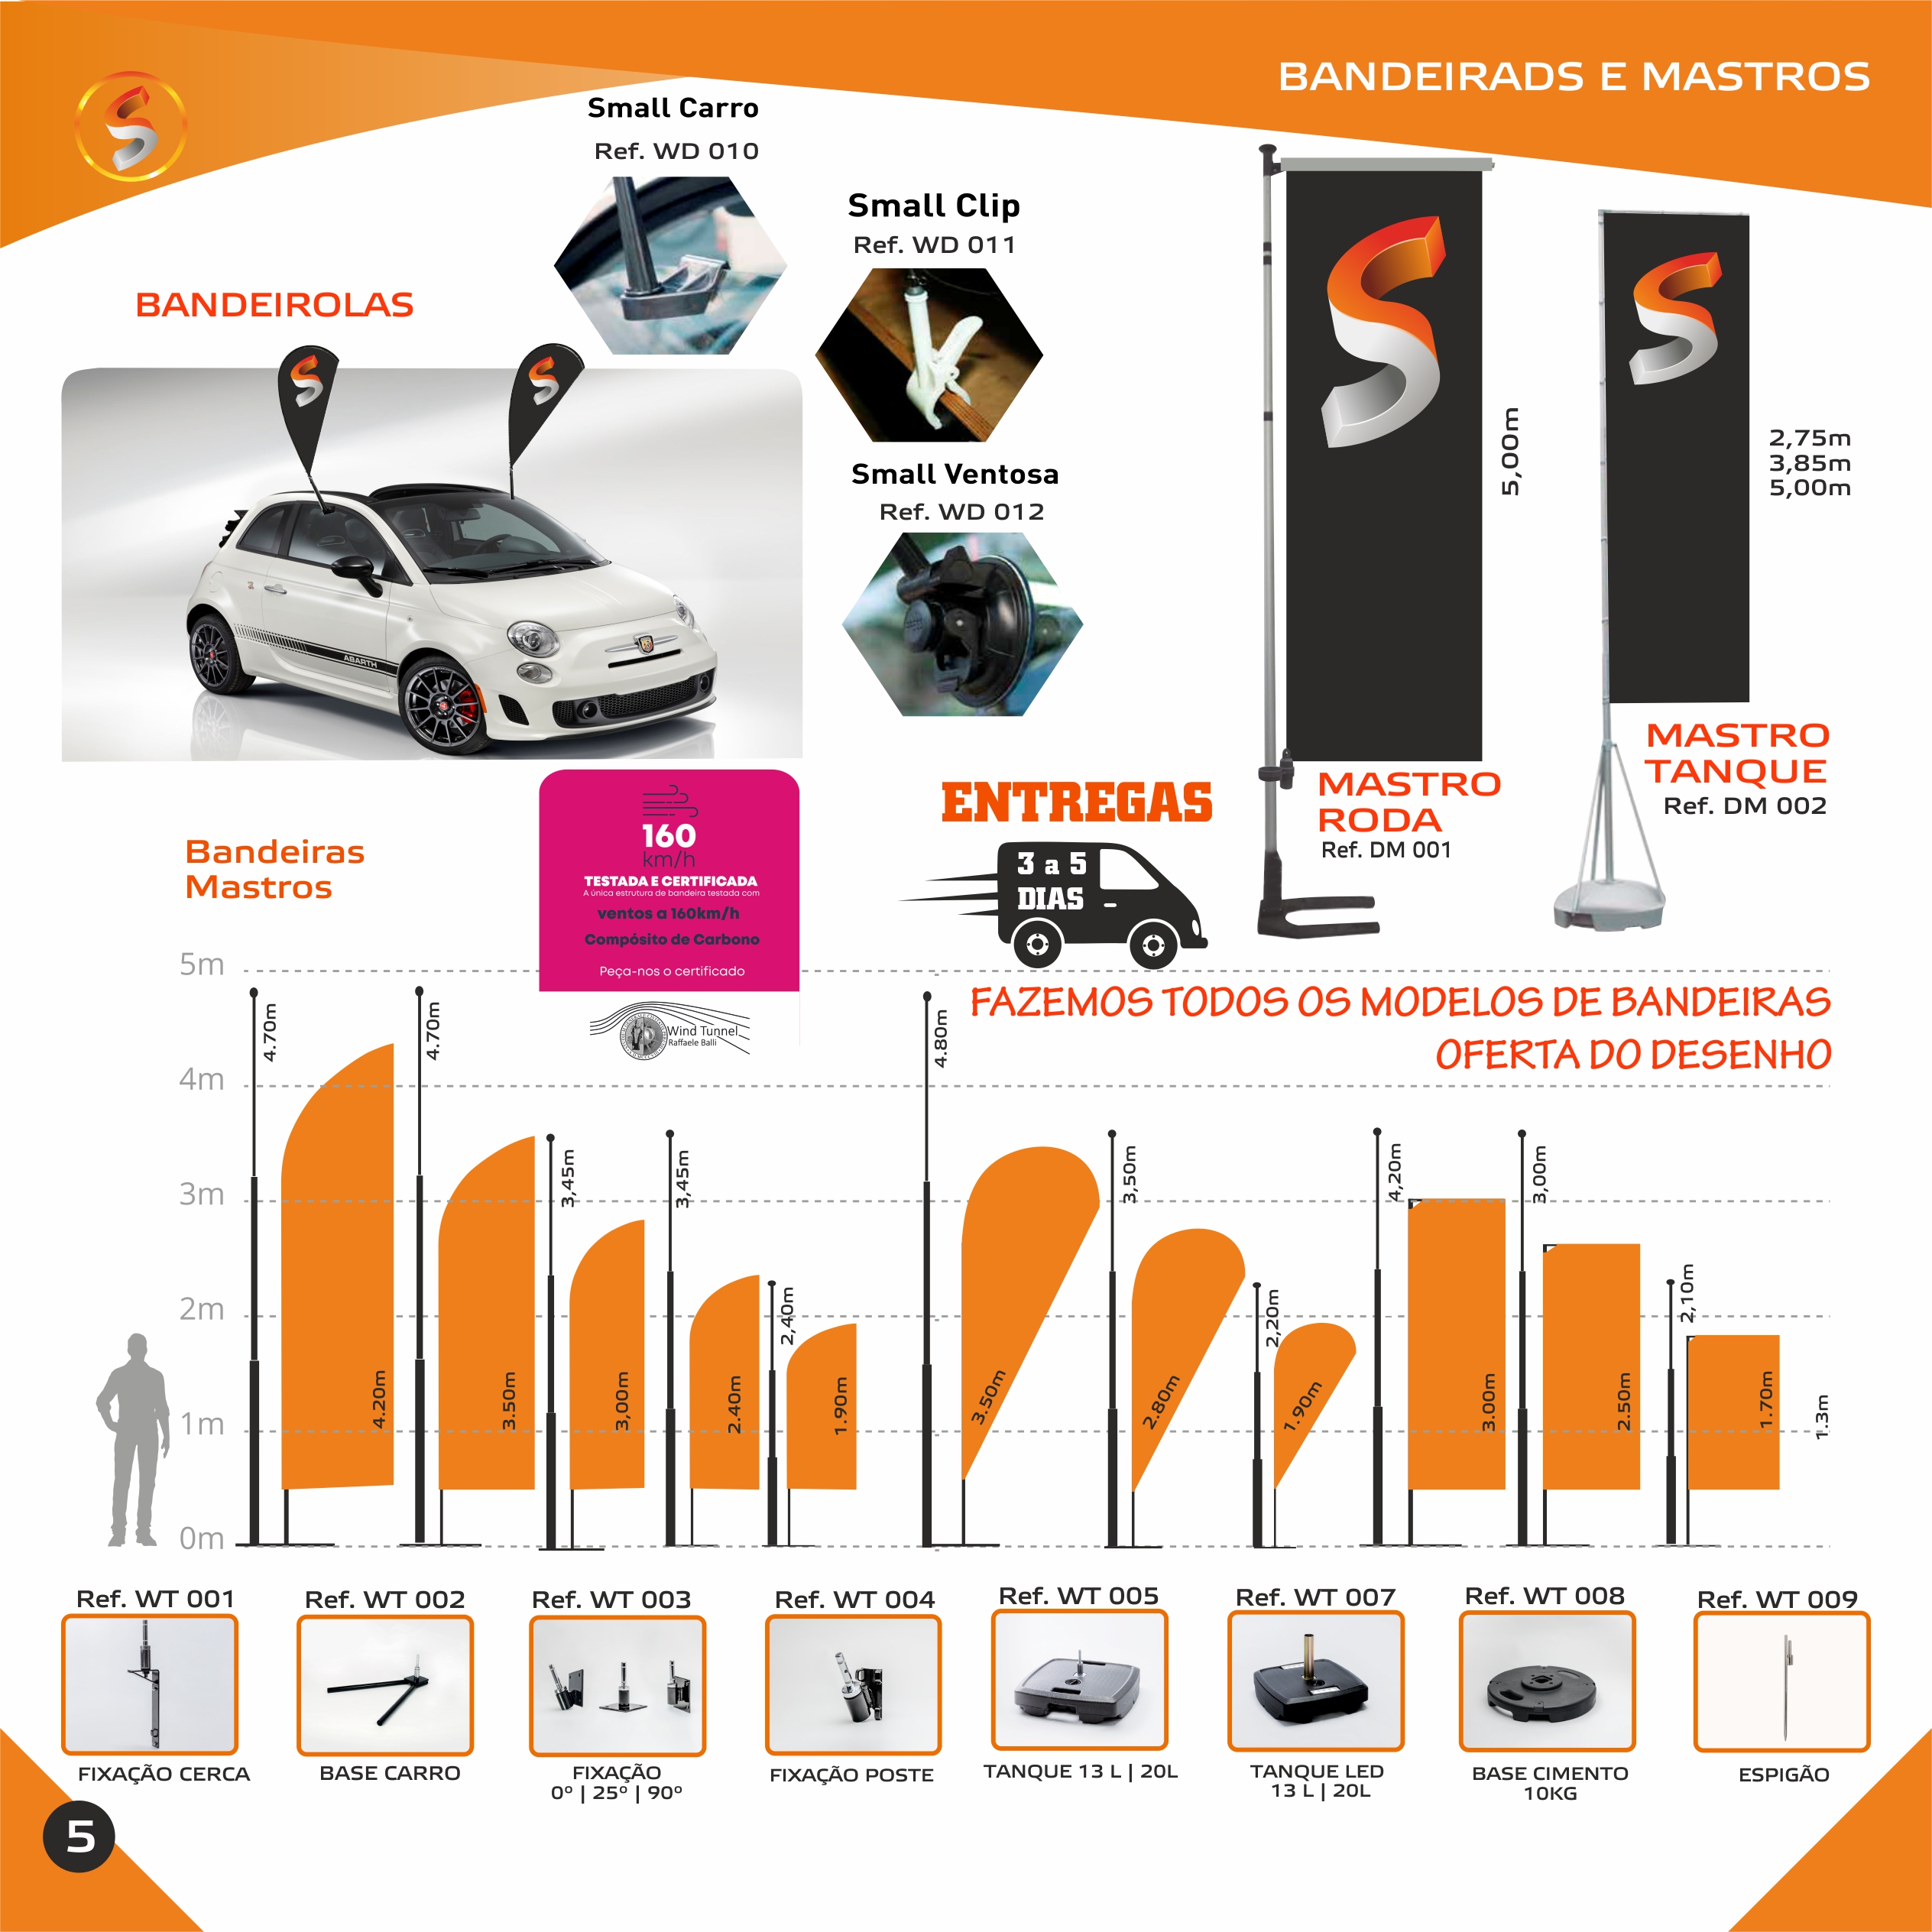 BANDEIRADS E MASTROS
Small Carro
Ref. WD 010
Small Clip
Ref. WD 011
BANDEIROLAS
Small Ventosa
Ref. WD 012
ABARTH
5,00m
2,75m
3,85m
5,00m
MASTRO
RODA
Ref. DM 001
MASTRO
TANQUE
Ref. DM 002
ENTREGAS
3 a 5
DIAS
Bandeiras
Mastros
160
km/h
TESTADA E CERTIFICADA
A única estrutura de bandeira testada com
ventos a 160km/h
Compósito de Carbono
Peça-nos o certificado
Wind Tunnel
Raffaele Balli
FAZEMOS TODOS OS MODELOS DE BANDEIRAS
OFERTA DO DESENHO
5m
4m
3m
2m
1m
0m
4.70m
4.20m
4.70m
3.50m
3,45m
3,00m
3,45m
2.40m
2,40m
1.90m
4.80m
3.50m
3,50m
2.80m
2,20m
1.90m
4,20m
3.00m
3,00m
2.50m
2,10m
1.70m
1.3m
Ref. WT 001
FIXAÇÃO CERCA
Ref. WT 002
BASE CARRO
Ref. WT 003
FIXAÇÃO
0º | 25º | 90º
Ref. WT 004
FIXAÇÃO POSTE
Ref. WT 005
TANQUE 13 L | 20L
Ref. WT 007
TANQUE LED
13 L | 20L
Ref. WT 008
BASE CIMENTO
10KG
Ref. WT 009
ESPIGÃO
5